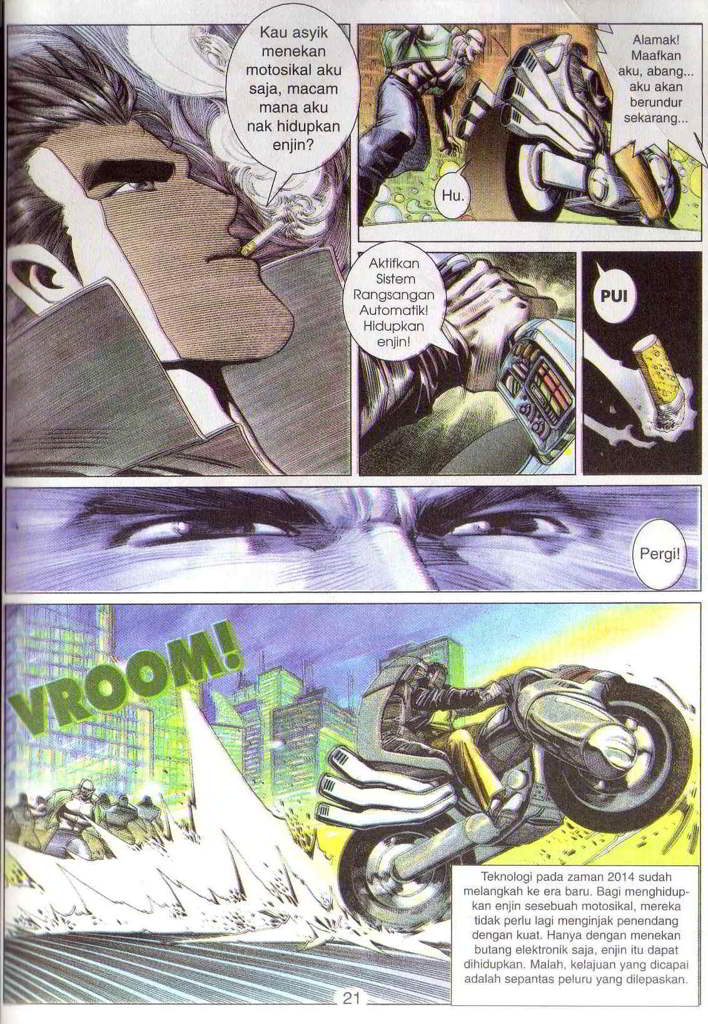 Kau asyik
menekan
motosikal aku
saja, macam
mana aku
nak hidupkan
enjin?
Alamak!
Maafkan
aku, abang...
aku akan
berundur
sekarang...
Hu.
Aktifkan
Sistem
Rangsangan
Automatik!
Hidupkan
enjin!
PUI
Pergi!
VROOM!
Teknologi pada zaman 2014 sudah
melangkah ke era baru. Bagi menghidup-
kan enjin sesebuah motosikal, mereka
tidak perlu lagi menginjak penendang
dengan kuat. Hanya dengan menekan
butang elektronik saja, enjin itu dapat
dihidupkan. Malah, kelajuan yang dicapai
adalah sepantas peluru yang dilepaskan.
21